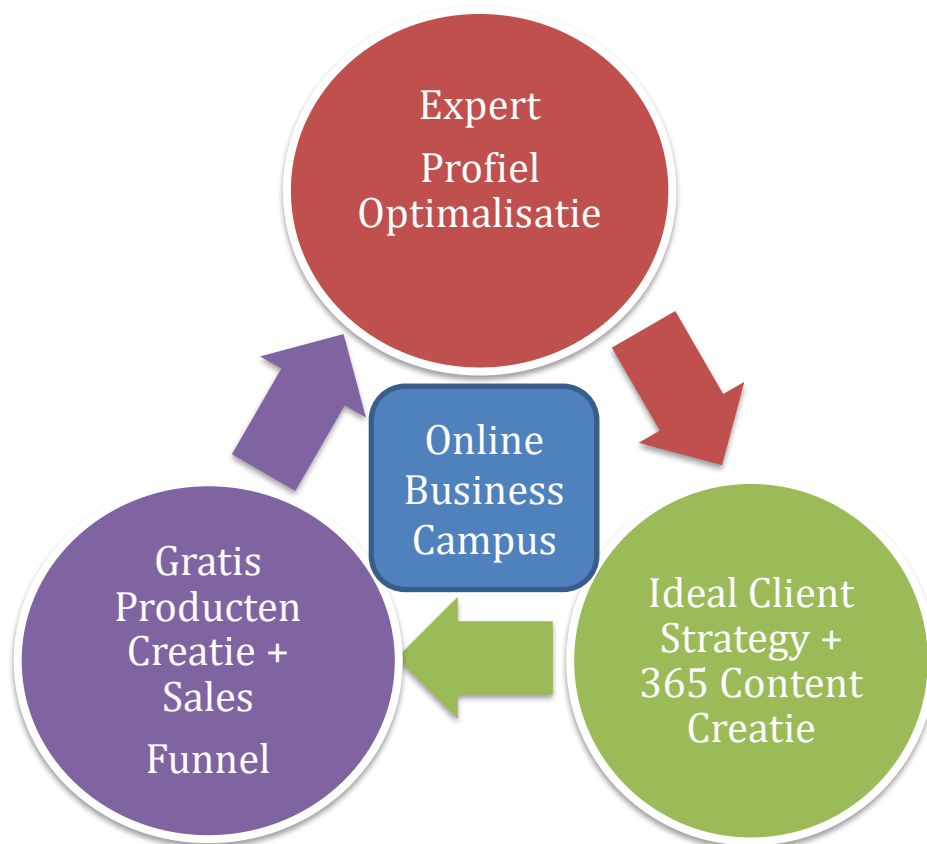 Expert
Profiel
Optimalisatie
Online
Business
Campus
Ideal Client
Strategy +
365 Content
Creatie
Gratis
Producten
Creatie +
Sales
Funnel